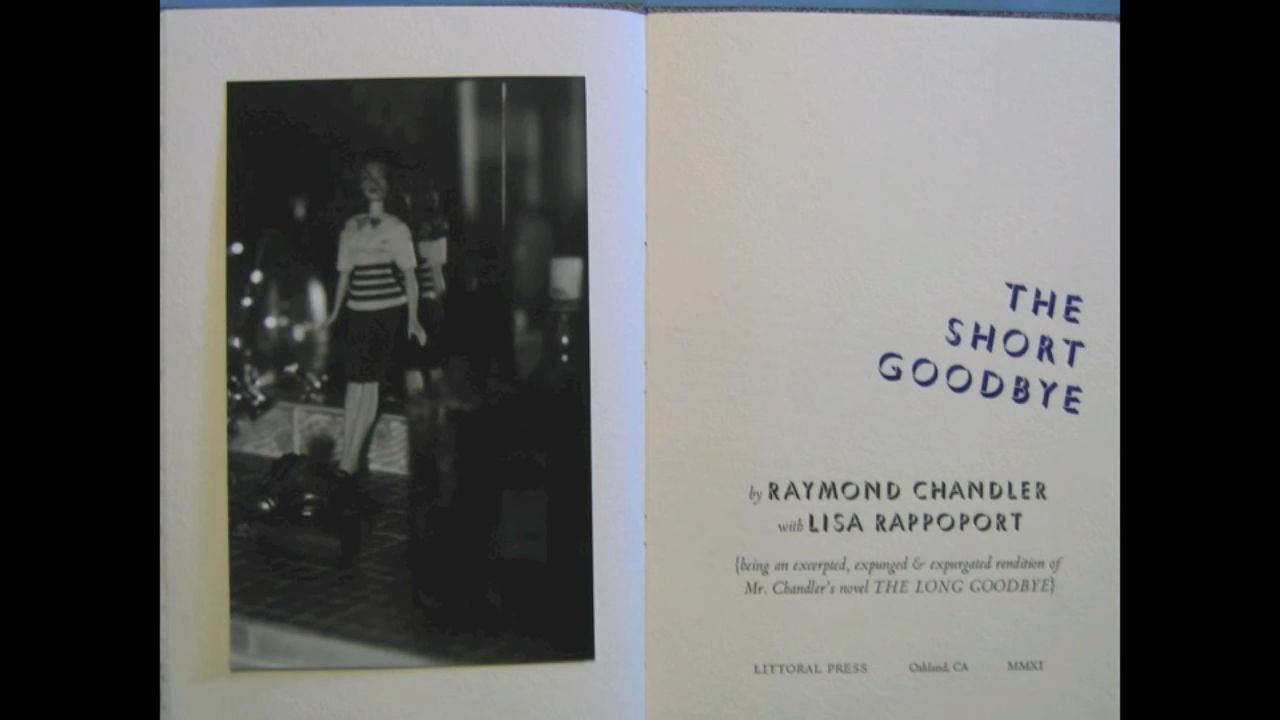 THE
SHORT
GOODBYE
by RAYMOND CHANDLER
with LISA RAPPOPORT
{being an excerpted, expunged & expurgated rendition of
Mr. Chandler's novel THE LONG GOODBYE}
LITTORAL PRESS Oakland, CA MMXI